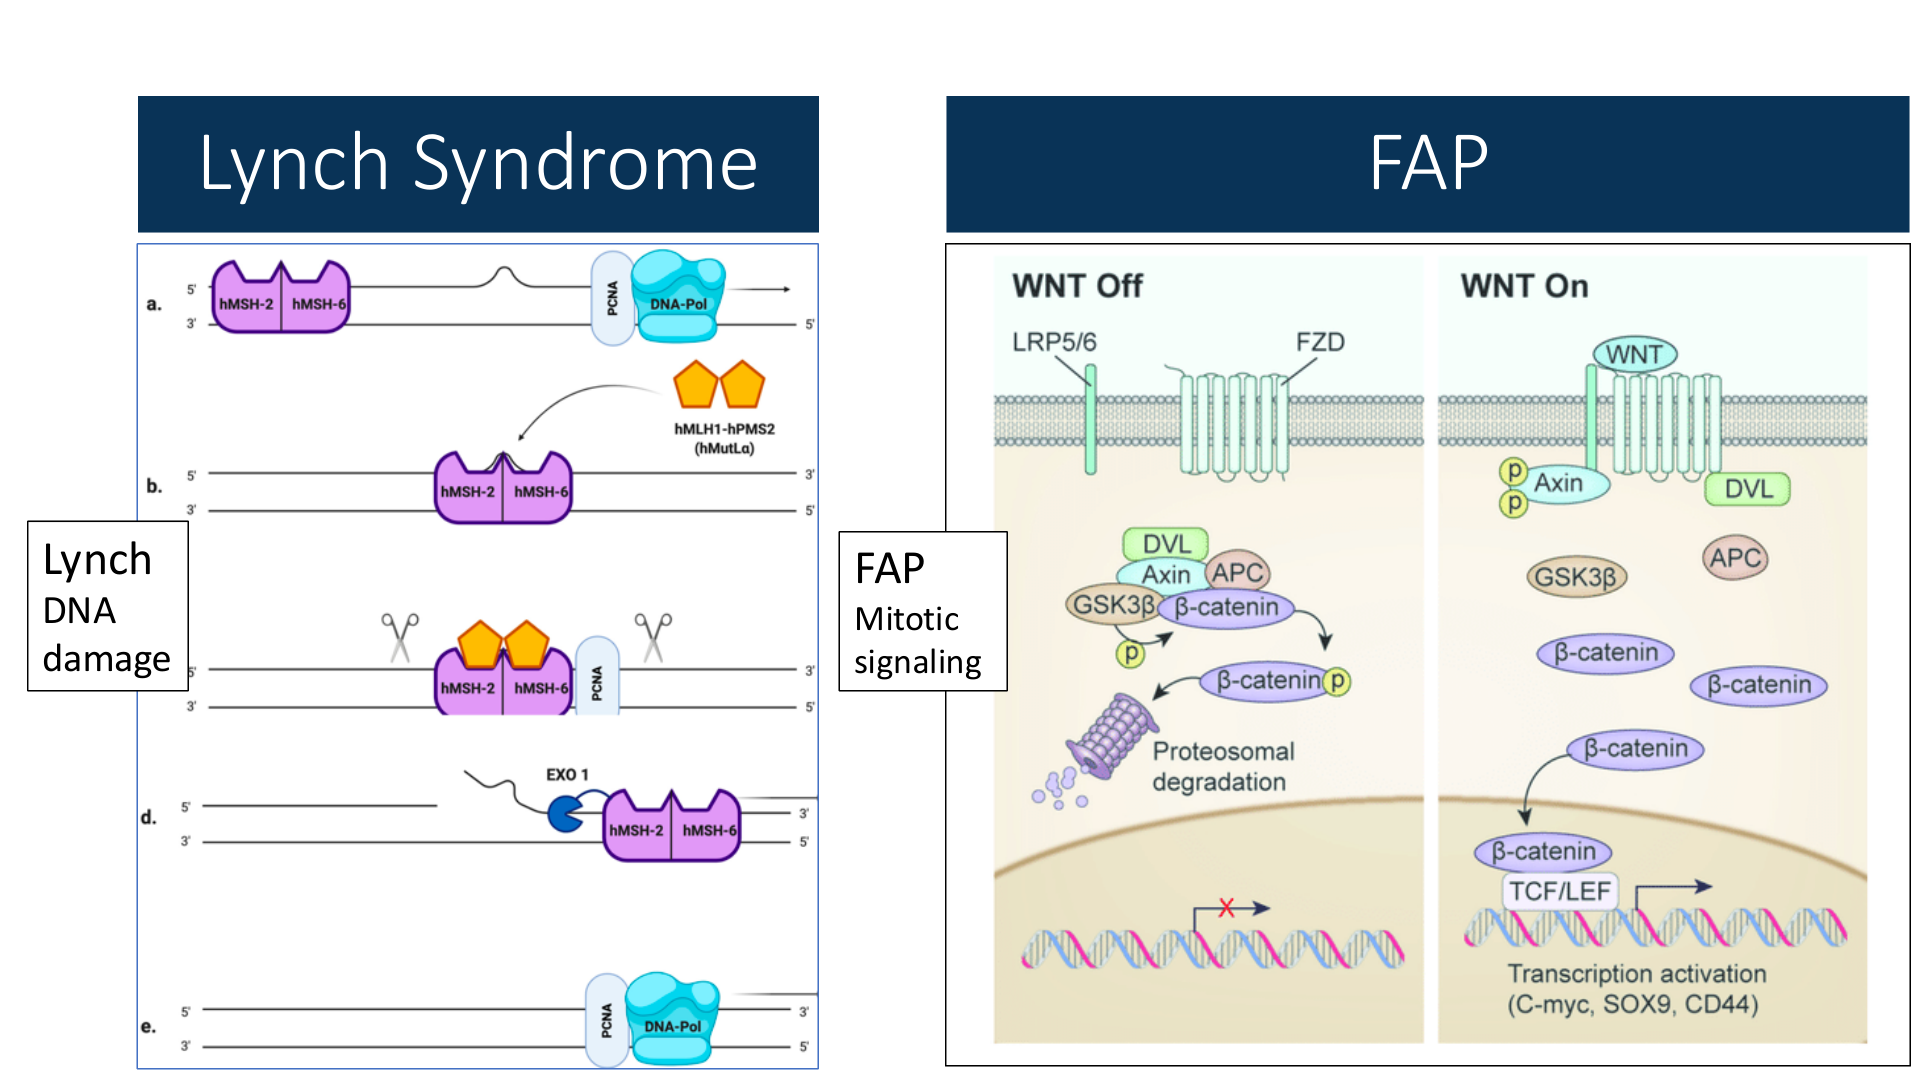 Lynch Syndrome
FAP
a.
5'
3'
hMSH-2
hMSH-6
PCNA
DNA-Pol
5'
hMLH1-hPMS2
(hMutLα)
b.
5'
3'
hMSH-2
hMSH-6
3'
5'
Lynch
DNA
damage
5'
3'
hMSH-2
hMSH-6
PCNA
3'
5'
d.
5'
3'
EXO 1
hMSH-2
hMSH-6
3'
5'
e.
5'
3'
PCNA
DNA-Pol
3'
5'
FAP
Mitotic
signaling
WNT Off
LRP5/6
FZD
DVL
Axin
APC
GSK3β
β-catenin
p
β-catenin
p
Proteosomal
degradation
X
WNT On
WNT
p
p
Axin
DVL
APC
GSK3β
β-catenin
β-catenin
β-catenin
β-catenin
TCF/LEF
Transcription activation
(C-myc, SOX9, CD44)